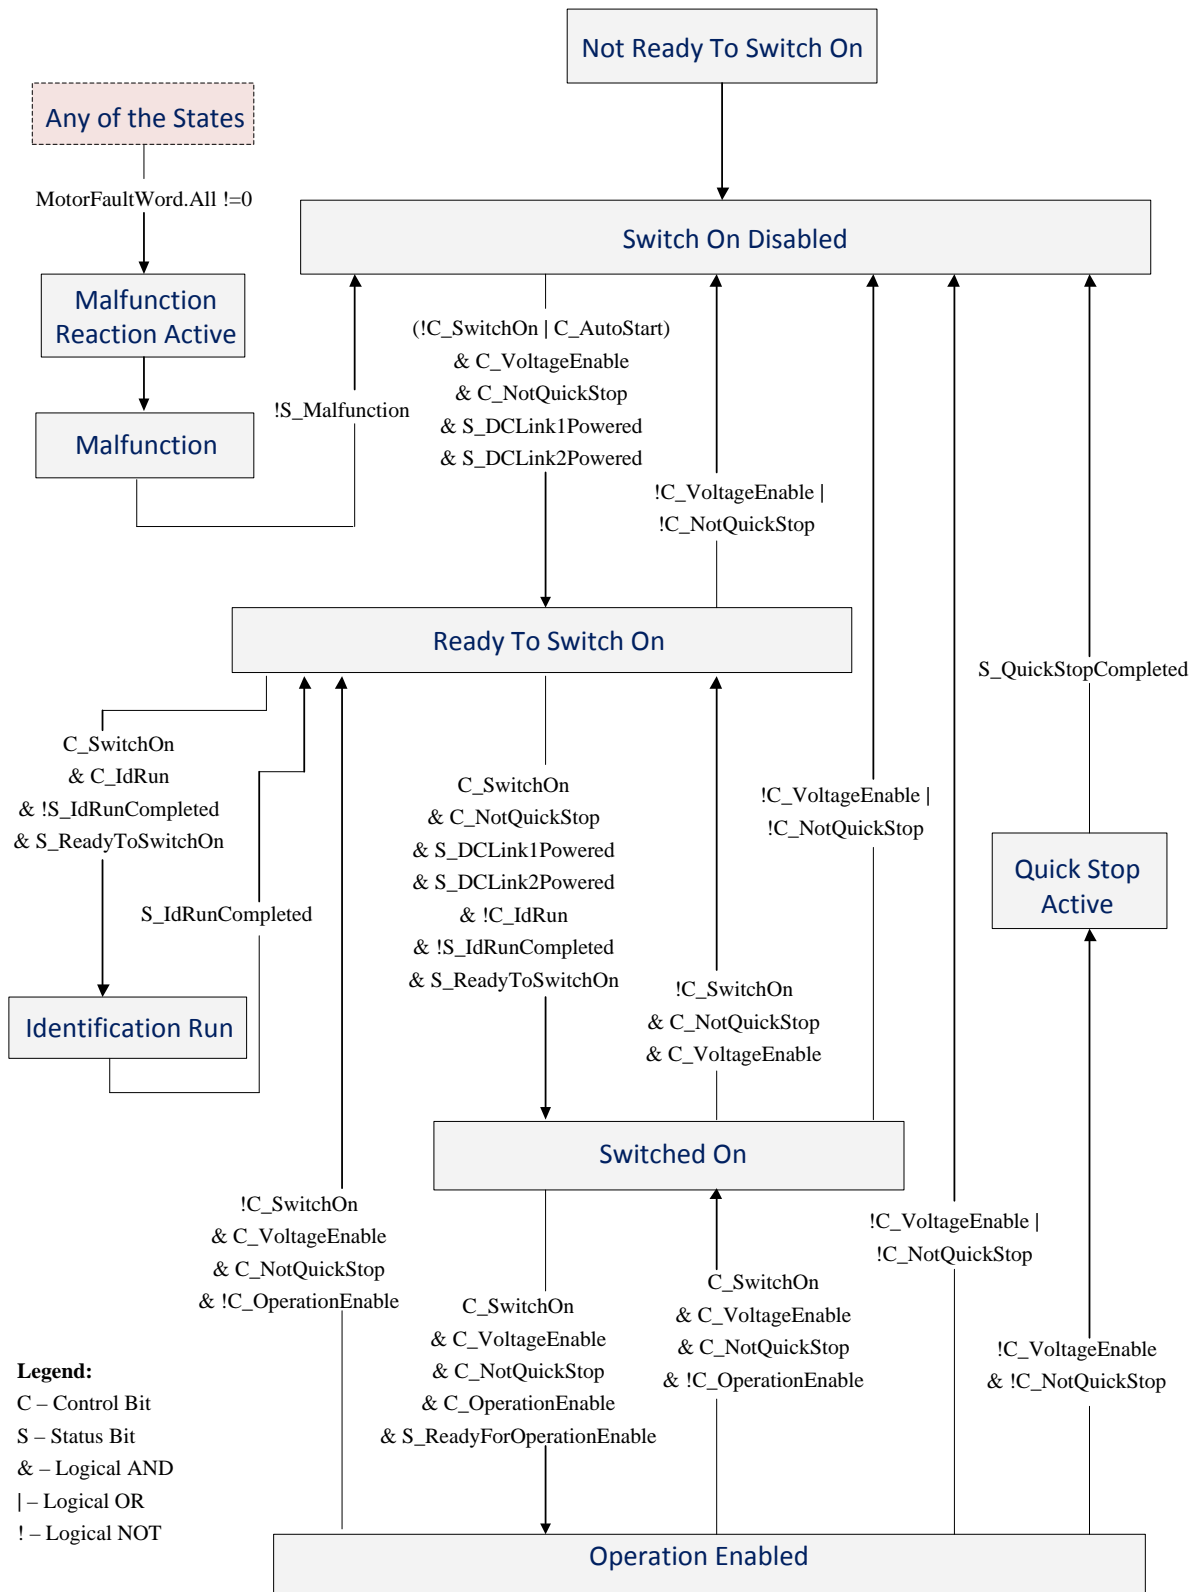 Not Ready To Switch On
Any of the States
MotorFaultWord.All !=0
Switch On Disabled
Malfunction
Reaction Active
Malfunction
!S_Malfunction
(!C_SwitchOn | C_AutoStart)
& C_VoltageEnable
& C_NotQuickStop
& S_DCLink1Powered
& S_DCLink2Powered
!C_VoltageEnable |
!C_NotQuickStop
Ready To Switch On
S_QuickStopCompleted
C_SwitchOn
& C_IdRun
& !S_IdRunCompleted
& S_ReadyToSwitchOn
S_IdRunCompleted
Identification Run
C_SwitchOn
& C_NotQuickStop
& S_DCLink1Powered
& S_DCLink2Powered
& !C_IdRun
& !S_IdRunCompleted
& S_ReadyToSwitchOn
!C_SwitchOn
& C_NotQuickStop
& C_VoltageEnable
!C_VoltageEnable |
!C_NotQuickStop
Quick Stop
Active
Switched On
!C_SwitchOn
& C_VoltageEnable
& C_NotQuickStop
& !C_OperationEnable
C_SwitchOn
& C_VoltageEnable
& C_NotQuickStop
& C_OperationEnable
& S_ReadyForOperationEnable
C_SwitchOn
& C_VoltageEnable
& C_NotQuickStop
& !C_OperationEnable
!C_VoltageEnable |
!C_NotQuickStop
!C_VoltageEnable
& !C_NotQuickStop
Legend:
C – Control Bit
S – Status Bit
& – Logical AND
| – Logical OR
! – Logical NOT
Operation Enabled